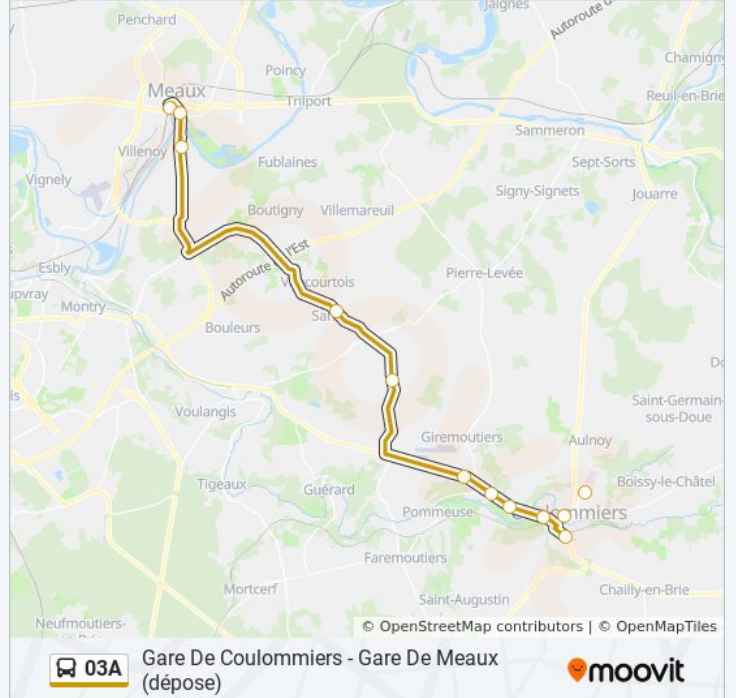 Penchard
Jaignes
Autoroute d
Chamigny
Meaux
Poincy
Trilport
Reuil-en-Brie
Villenoy
Sammeron
Fublaines
Sept-Sorts
Vignely
Signy-Signets
Jouarre
Boutigny
Villemareuil
Autoroute de l'Est
Esbly
Pierre-Levée
Montry
Bouleurs
Saint-Germain-
sous-Doue
Voulangis
Giremoutiers
Aulnoy
Tigeaux
Guérard
Boissy-le-Châtel
Pommeuse
Faremoutiers
Mortcerf
Saint-Augustin
Chailly-en-Brie
Neufmoutiers-
© OpenStreetMap contributors | © OpenMapTiles
03A
Gare De Coulommiers - Gare De Meaux
(dépose)
moovit